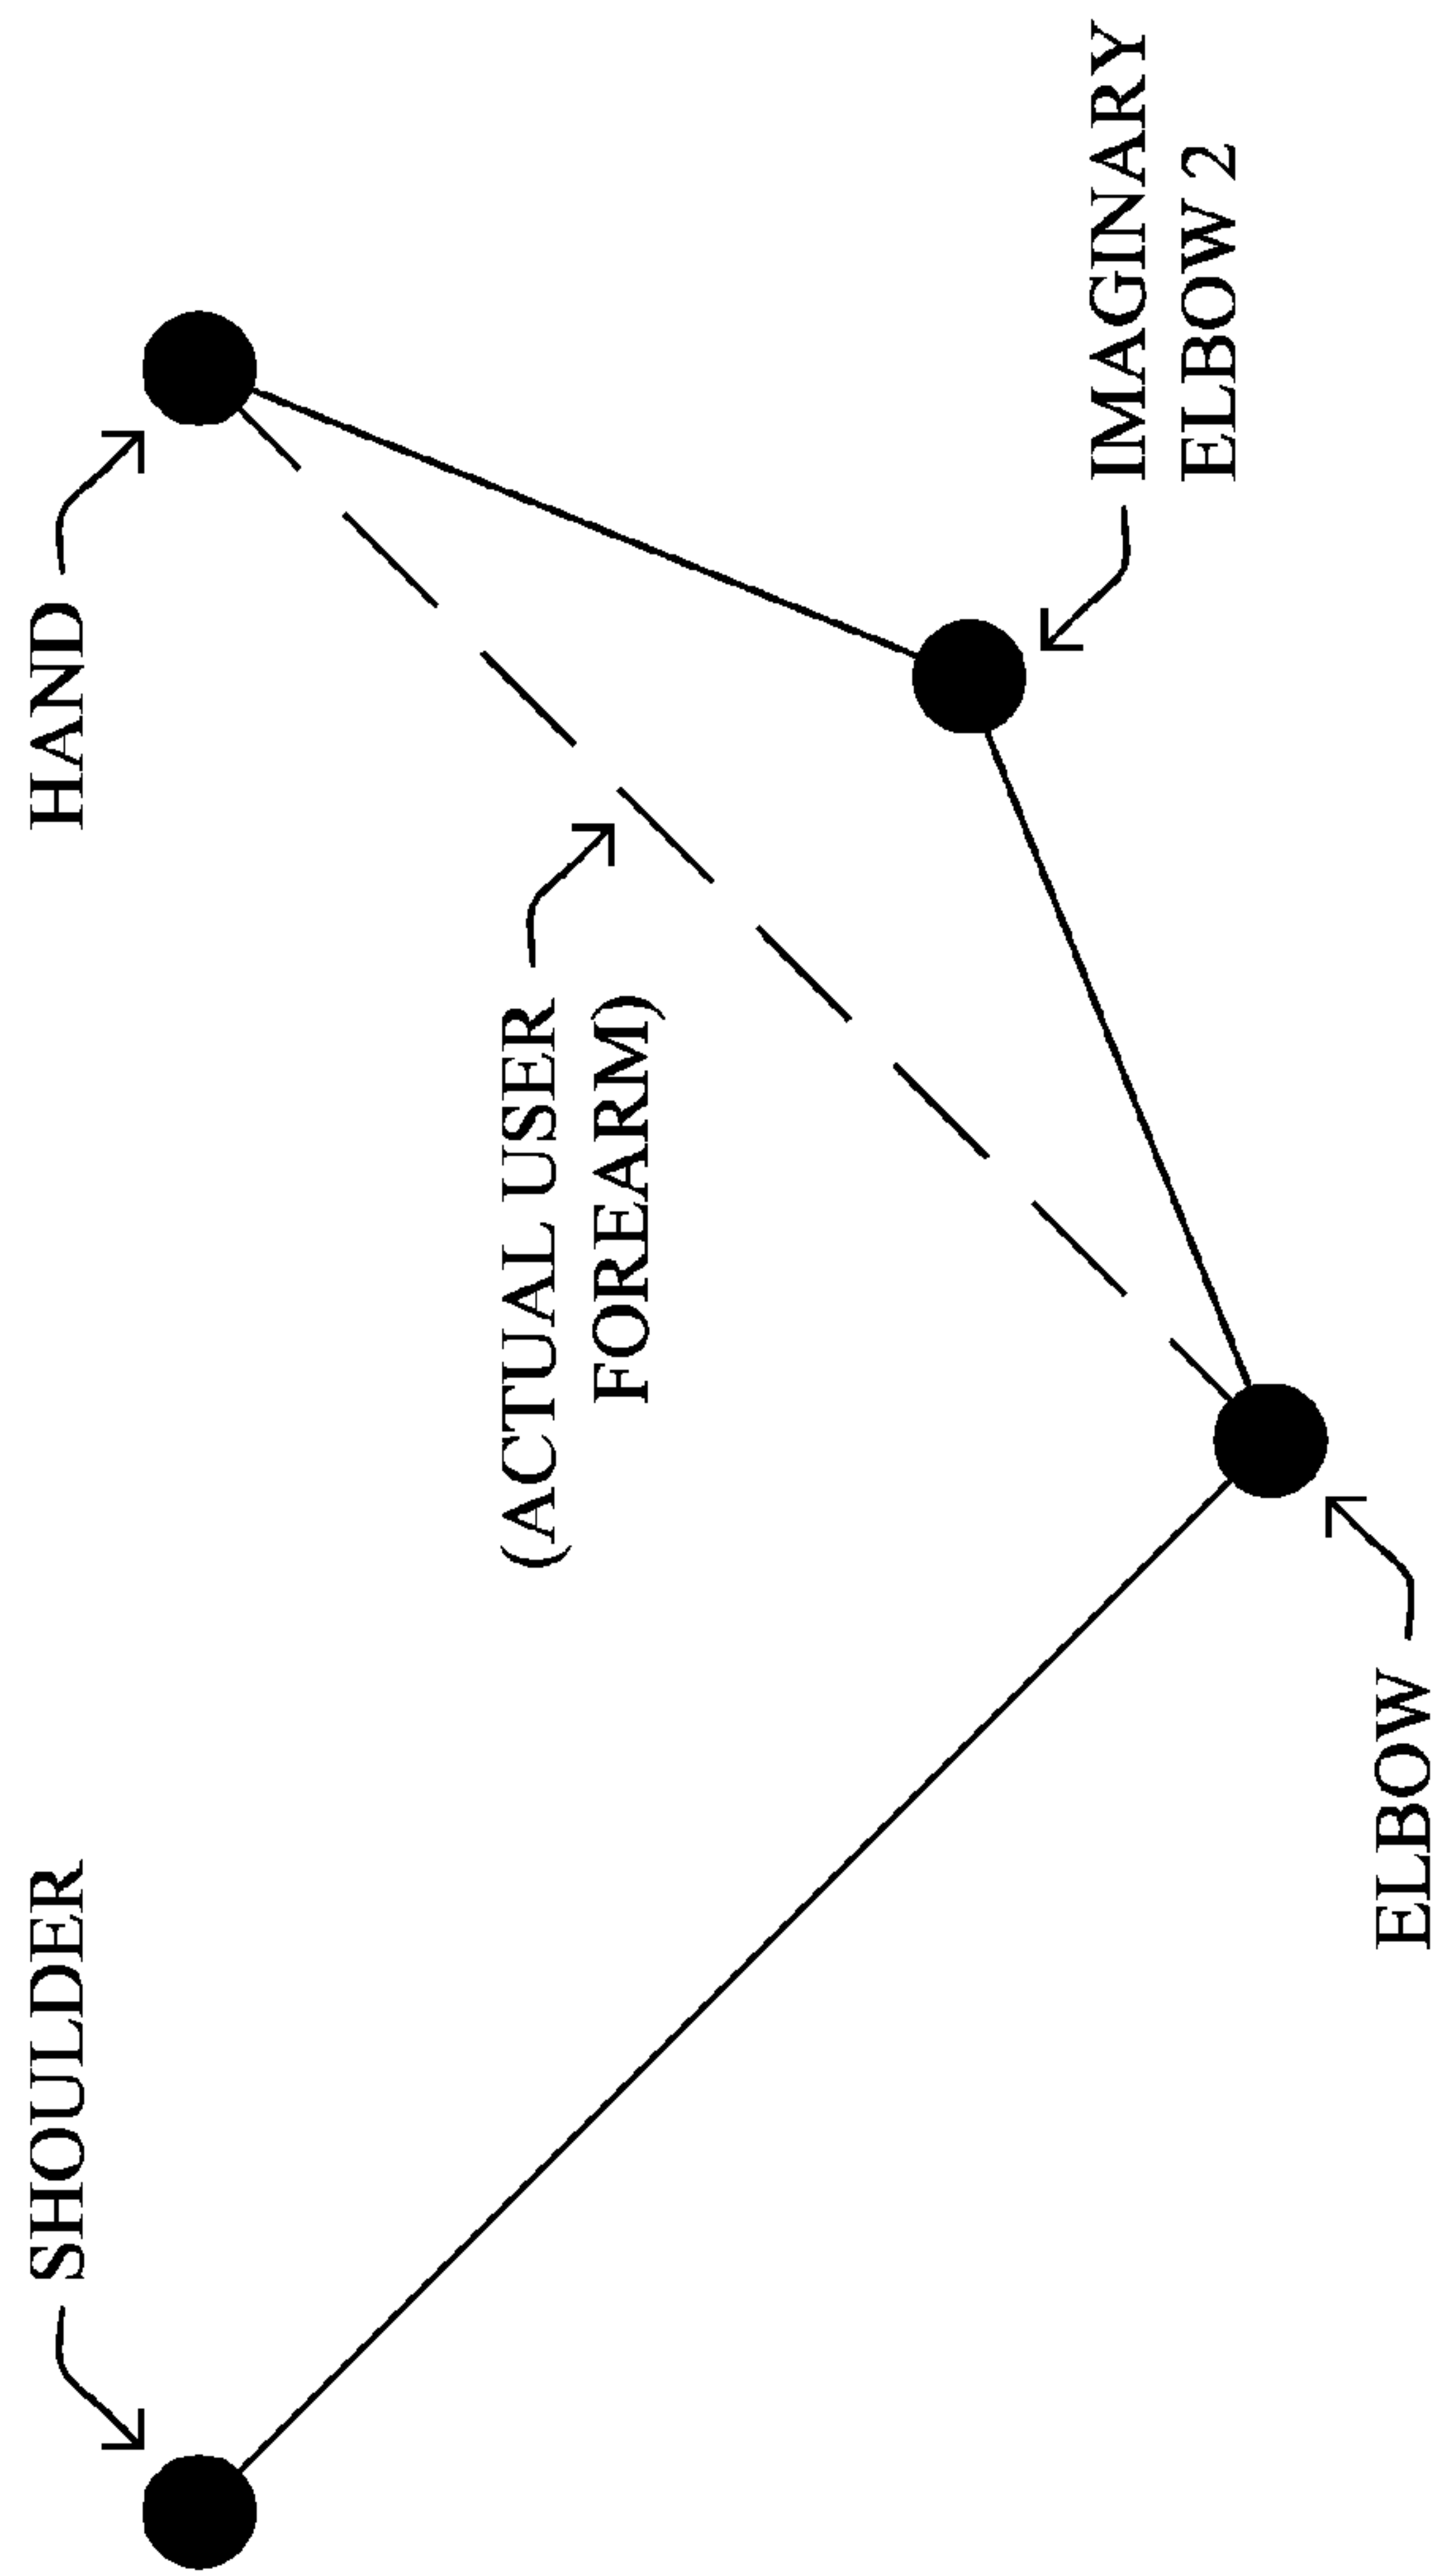 SHOULDER
HAND
(ACTUAL USER
FOREARM)
IMAGINARY
ELBOW 2
ELBOW